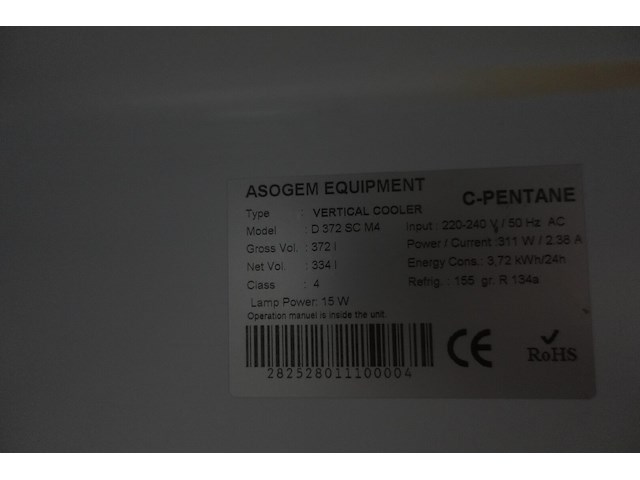 ASOGEM EQUIPMENT
C-PENTANE
Type : VERTICAL COOLER
Model : D 372 SC M4
Gross Vol. : 372 l
Net Vol. : 334 l
Class : 4
Lamp Power: 15 W
Input : 220-240 V / 50 Hz AC
Power / Current :311 W / 2.38 A
Energy Cons.: 3,72 kWh/24h
Refrig. : 155 gr. R 134a
Operation manuel is inside the unit.
282528011100004
CE
RoHS